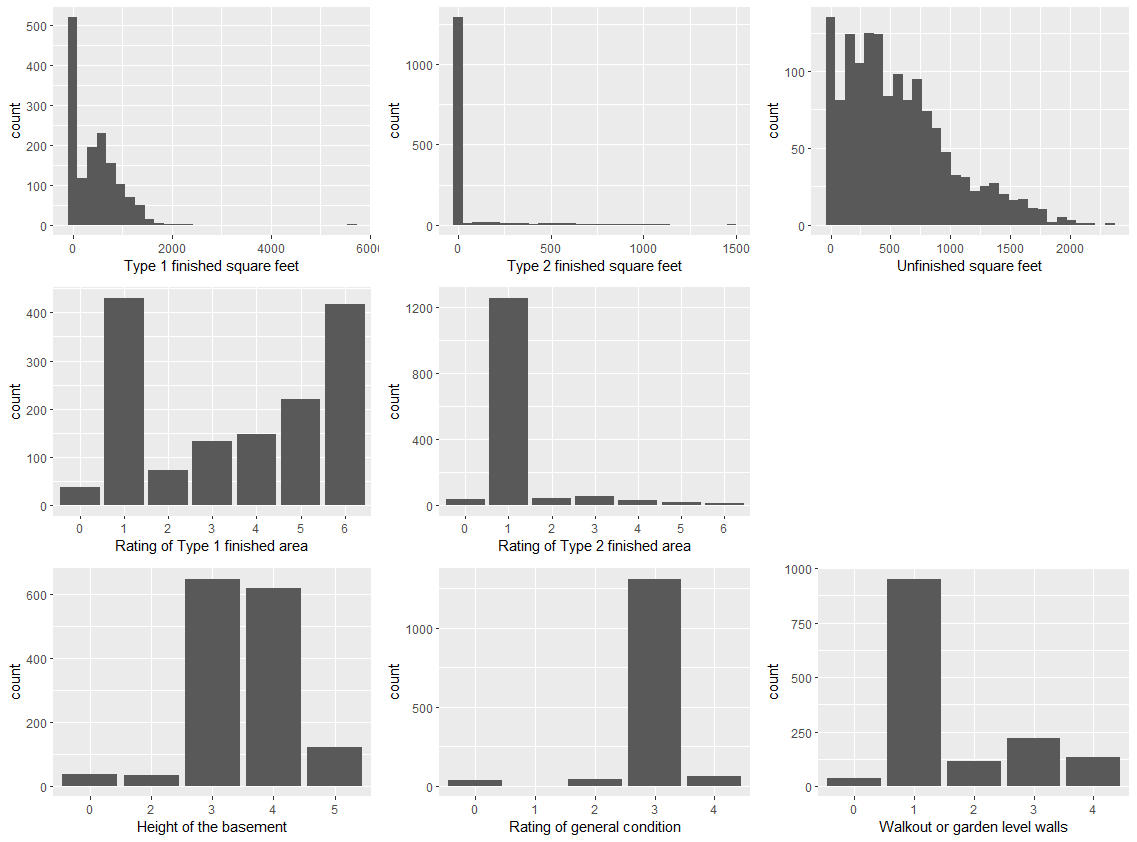 500
400
300
200
100
0
count
0 2000 4000 6000
Type 1 finished square feet
1000
500
0
count
0 500 1000 1500
Type 2 finished square feet
100
50
0
count
0 500 1000 1500 2000
Unfinished square feet
400
300
200
100
0
count
0 1 2 3 4 5 6
Rating of Type 1 finished area
1200
800
400
0
count
0 1 2 3 4 5 6
Rating of Type 2 finished area
600
400
200
0
count
0 2 3 4 5
Height of the basement
1000
500
0
count
0 1 2 3 4
Rating of general condition
1000
750
500
250
0
count
0 1 2 3 4
Walkout or garden level walls